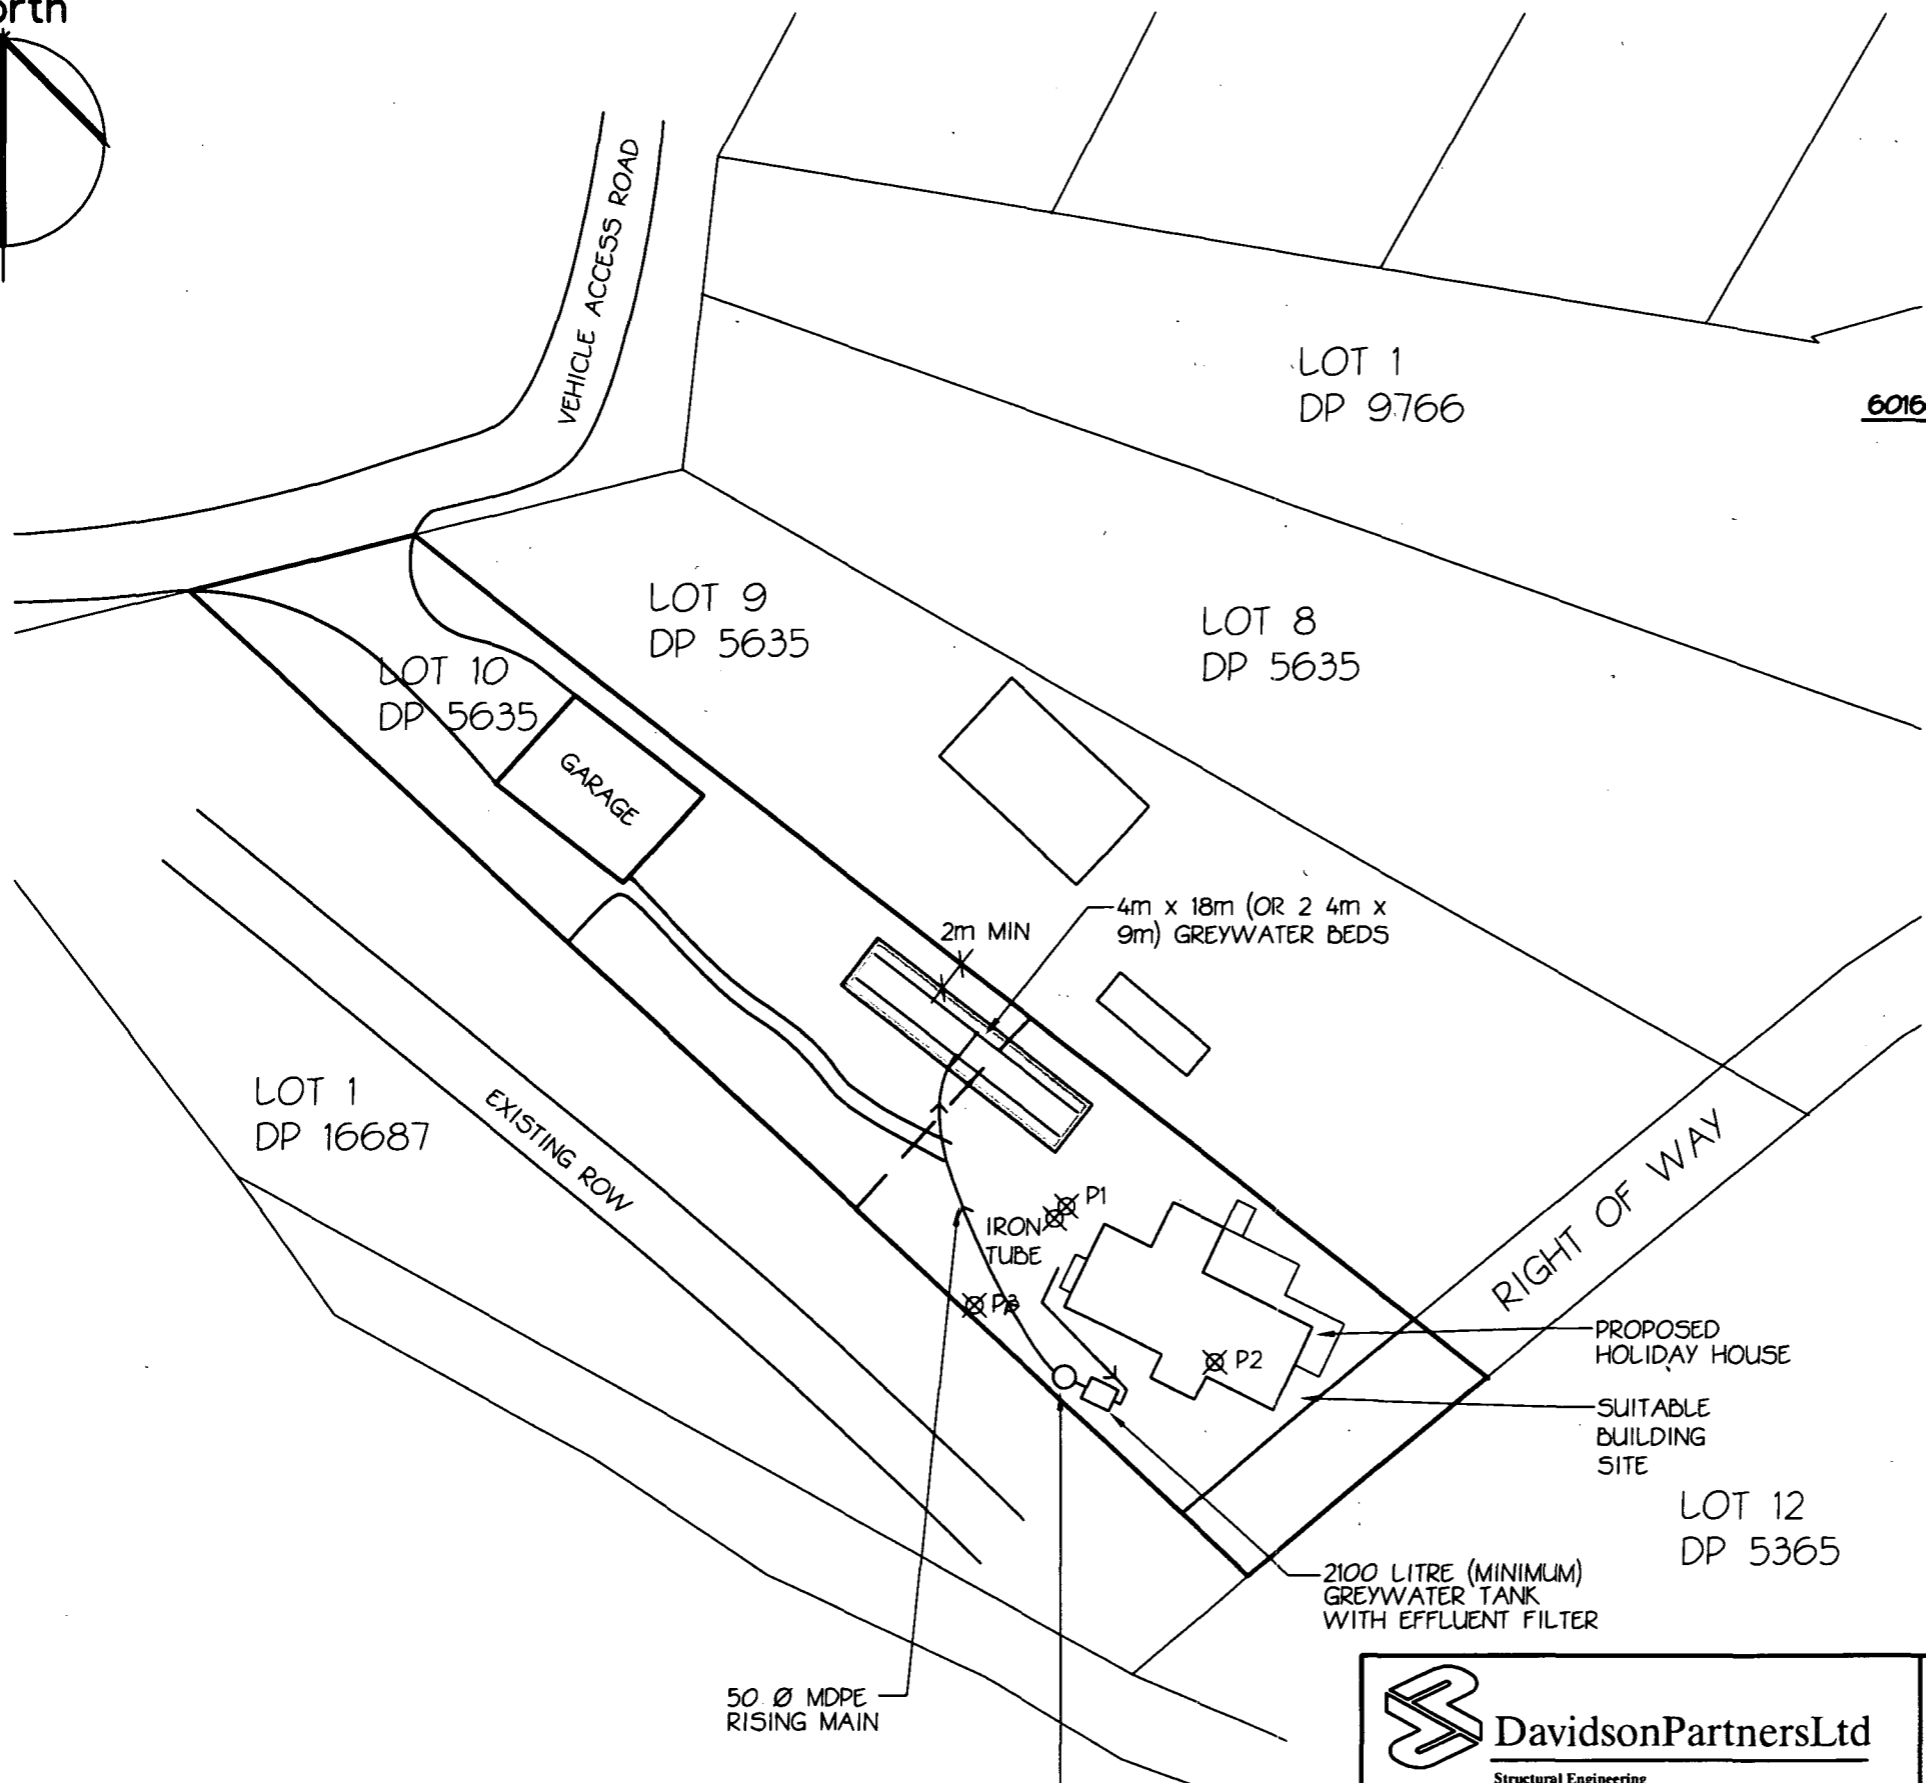 VEHICLE ACCESS ROAD
LOT 1
DP 9766
LOT 9
DP 5635
LOT 8
DP 5635
LOT 10
DP 5635
GARAGE
2m MIN
4m x 18m (OR 2 4m x
9m) GREYWATER BEDS
LOT 1
DP 16687
EXISTING ROW
RIGHT OF WAY
P1
IRON
TUBE
P3
P2
PROPOSED
HOLIDAY HOUSE
SUITABLE
BUILDING
SITE
LOT 12
DP 5365
2100 LITRE (MINIMUM)
GREYWATER TANK
WITH EFFLUENT FILTER
50 Ø MDPE
RISING MAIN
DavidsonPartnersLtd
Structural Engineering